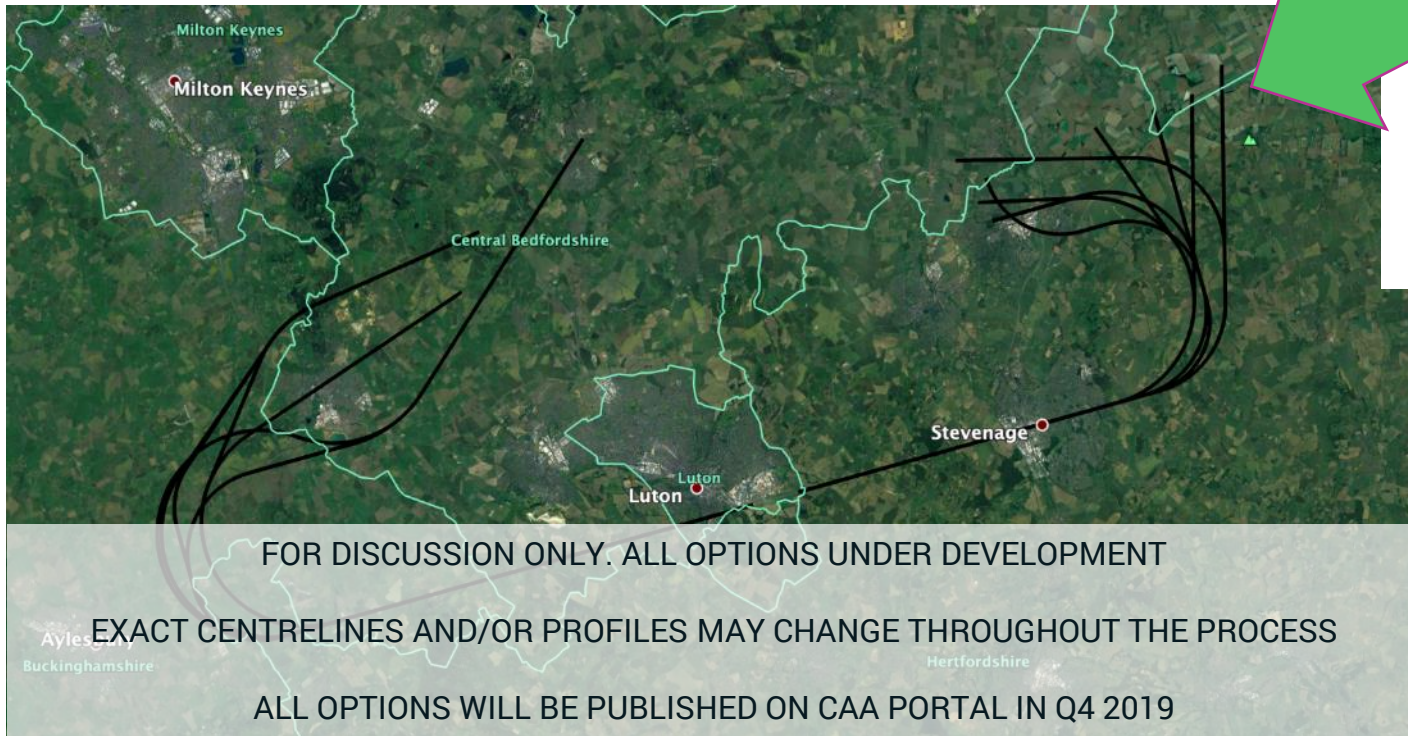 Milton Keynes
Milton Keynes
Central Bedfordshire
Stevenage
Luton
Luton
FOR DISCUSSION ONLY. ALL OPTIONS UNDER DEVELOPMENT
EXACT CENTRELINES AND/OR PROFILES MAY CHANGE THROUGHOUT THE PROCESS
Aylesbury
Buckinghamshire
Hertfordshire
ALL OPTIONS WILL BE PUBLISHED ON CAA PORTAL IN Q4 2019